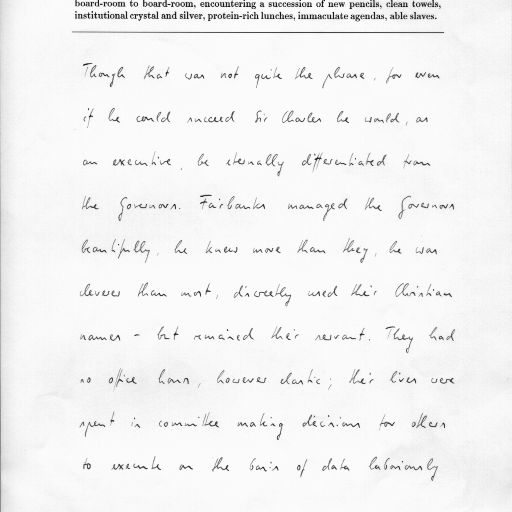 board-room to board-room, encountering a succession of new pencils, clean towels,
institutional crystal and silver, protein-rich lunches, immaculate agendas, able slaves.
Though that was not quite the phrase, for even
if he could succeed Sir Charles he would, as
an executive, be eternally differentiated from
the Governors. Fairbanks managed the Governors
beautifully, he knew more than they, he was
cleverer than most, discreetly used their Christian
names - but remained their servant. They had
no office hours, however elastic; their lives were
spent in committee making decisions for others
to execute on the basis of data laboriously